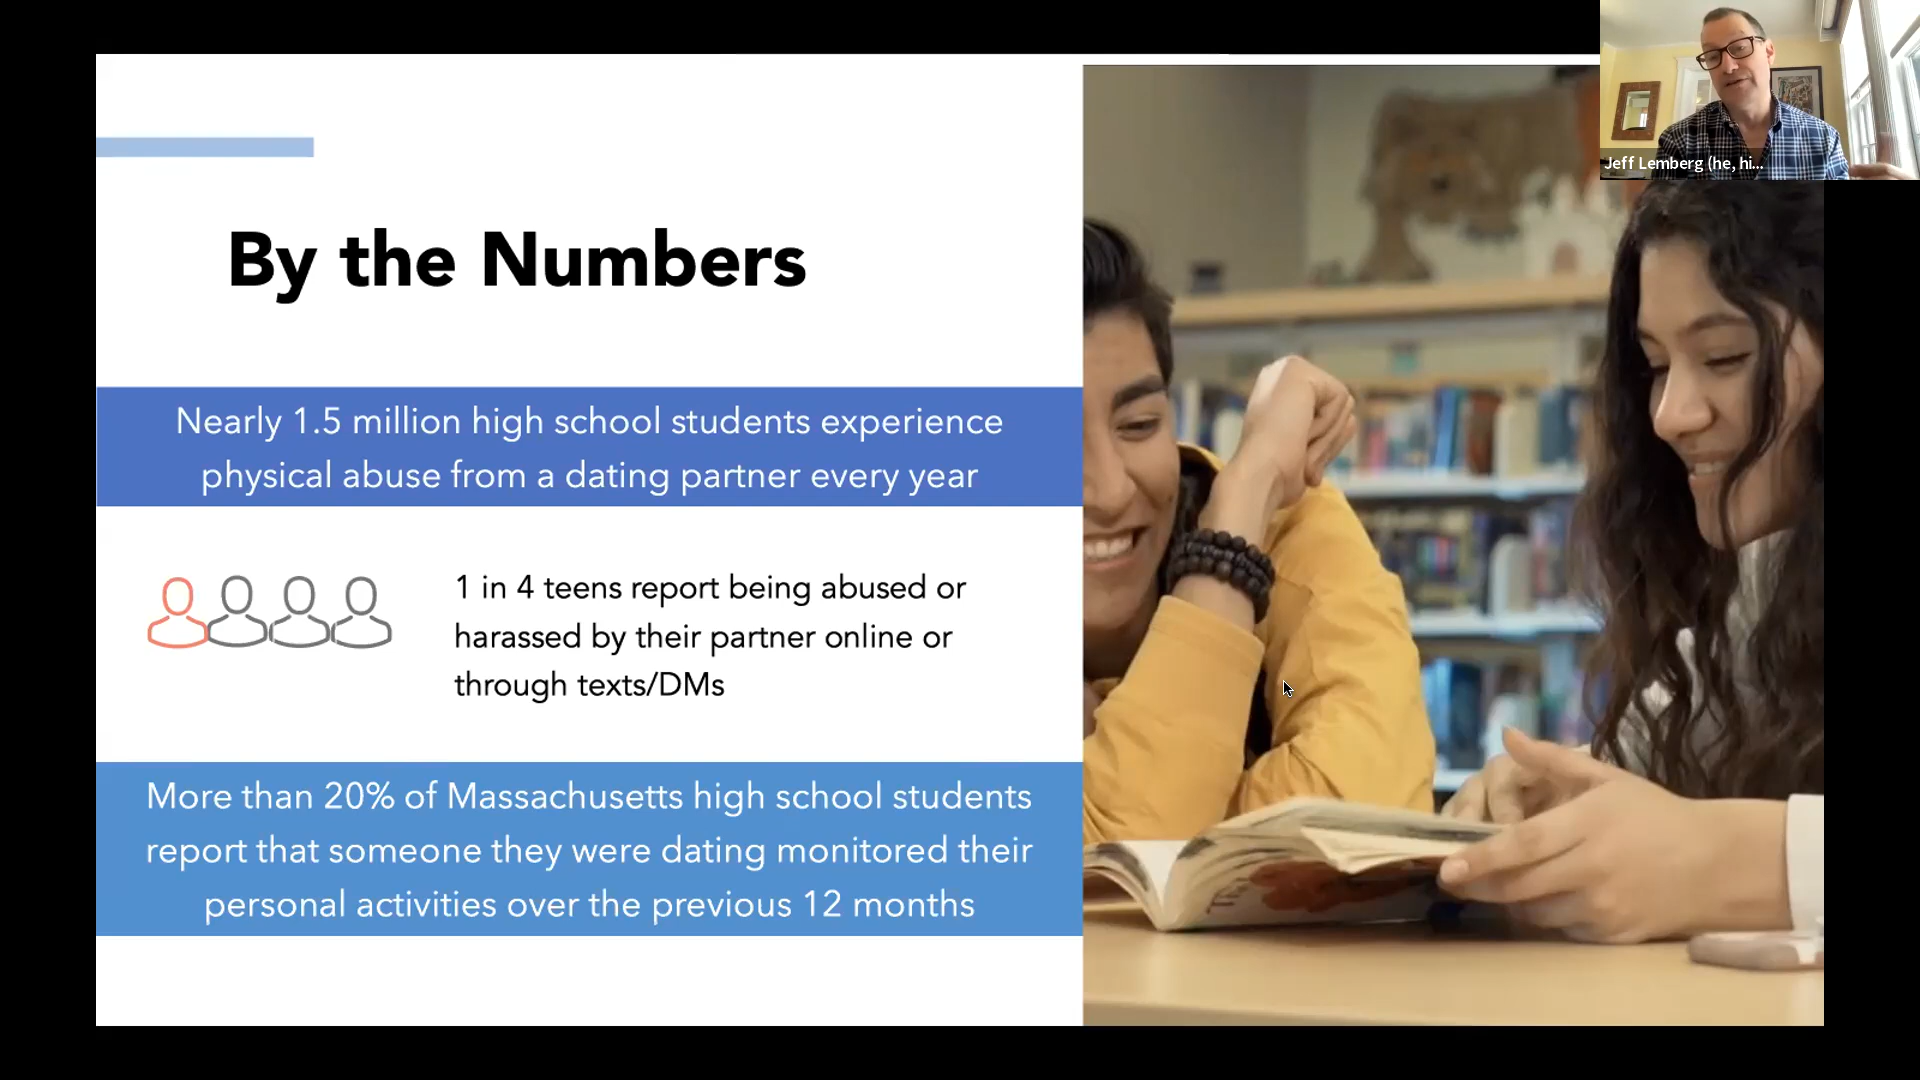 Jeff Lemberg (he, hi...
By the Numbers
Nearly 1.5 million high school students experience
physical abuse from a dating partner every year
1 in 4 teens report being abused or
harassed by their partner online or
through texts/DMs
More than 20% of Massachusetts high school students
report that someone they were dating monitored their
personal activities over the previous 12 months